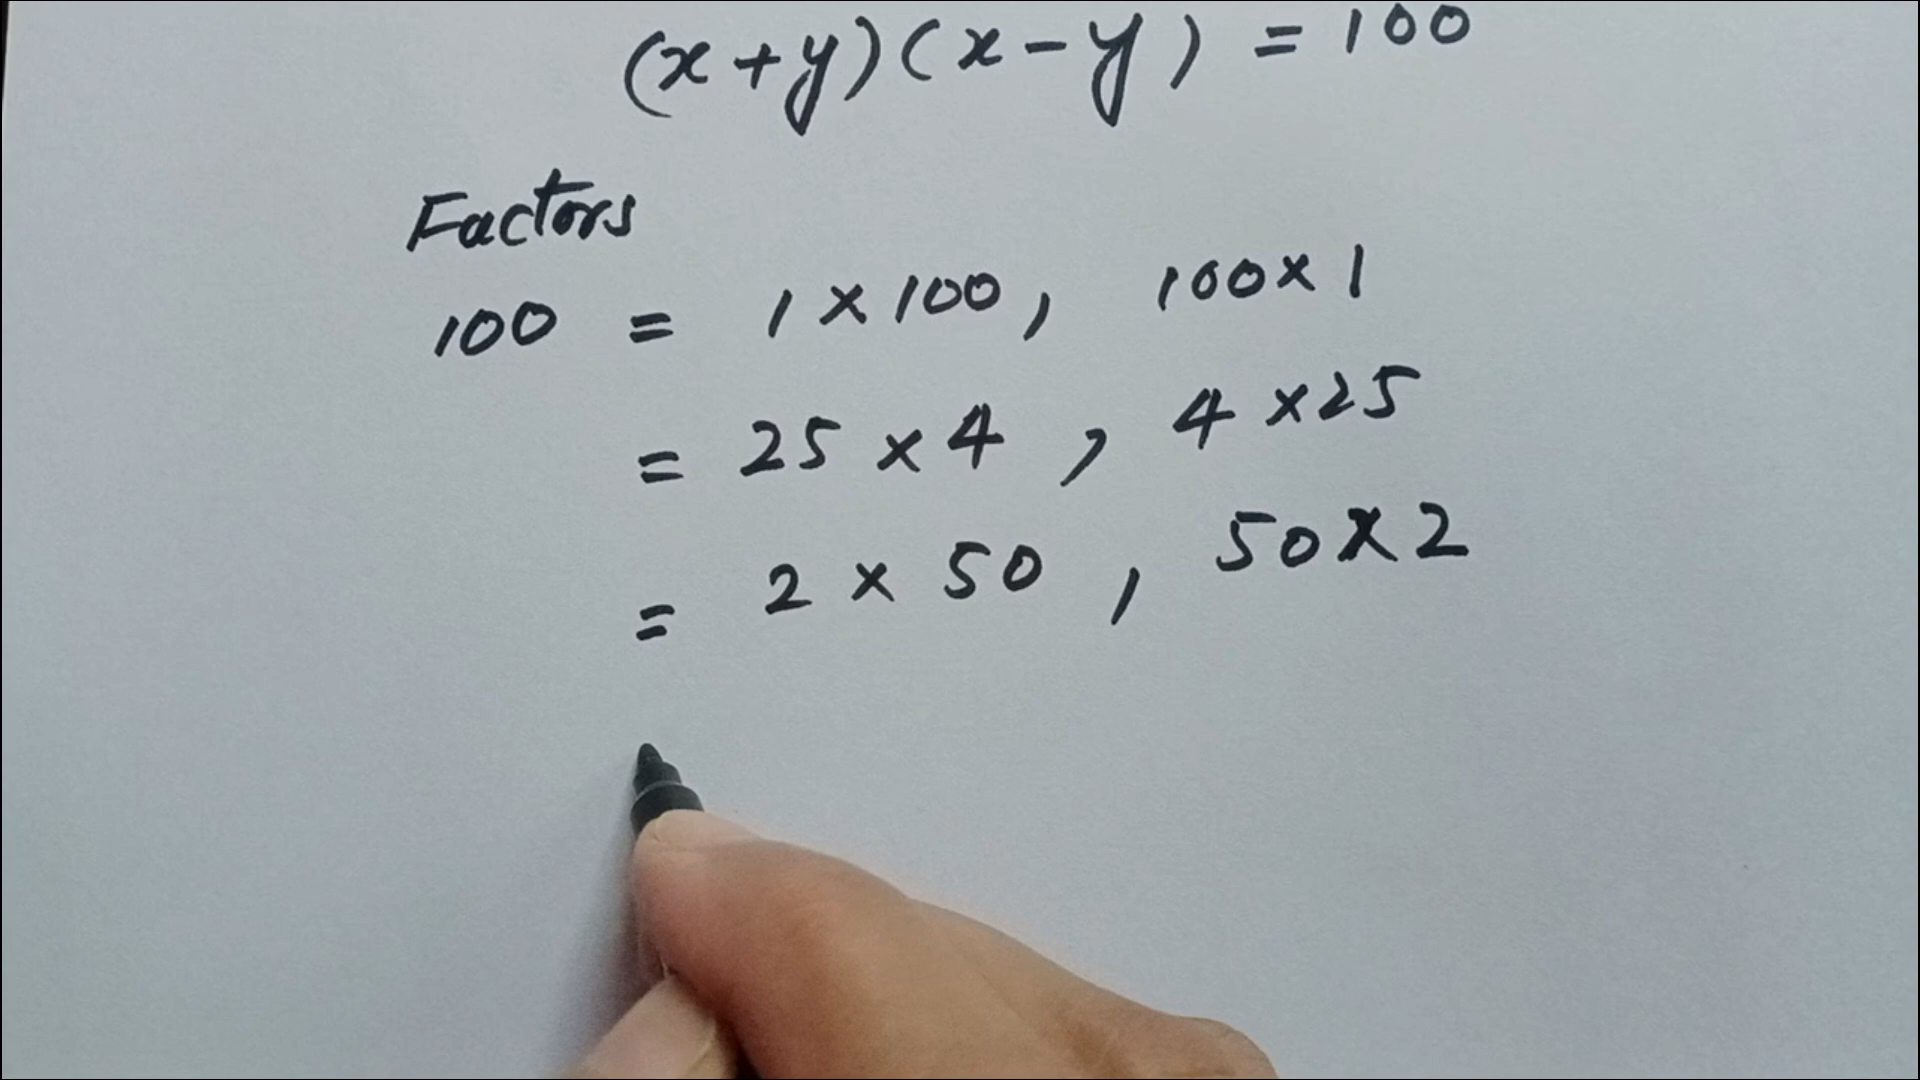 (x+y)(x-y) = 100
Factors
100 = 1 × 100, 100 × 1
= 25 × 4, 4 × 25
= 2 × 50, 50 × 2